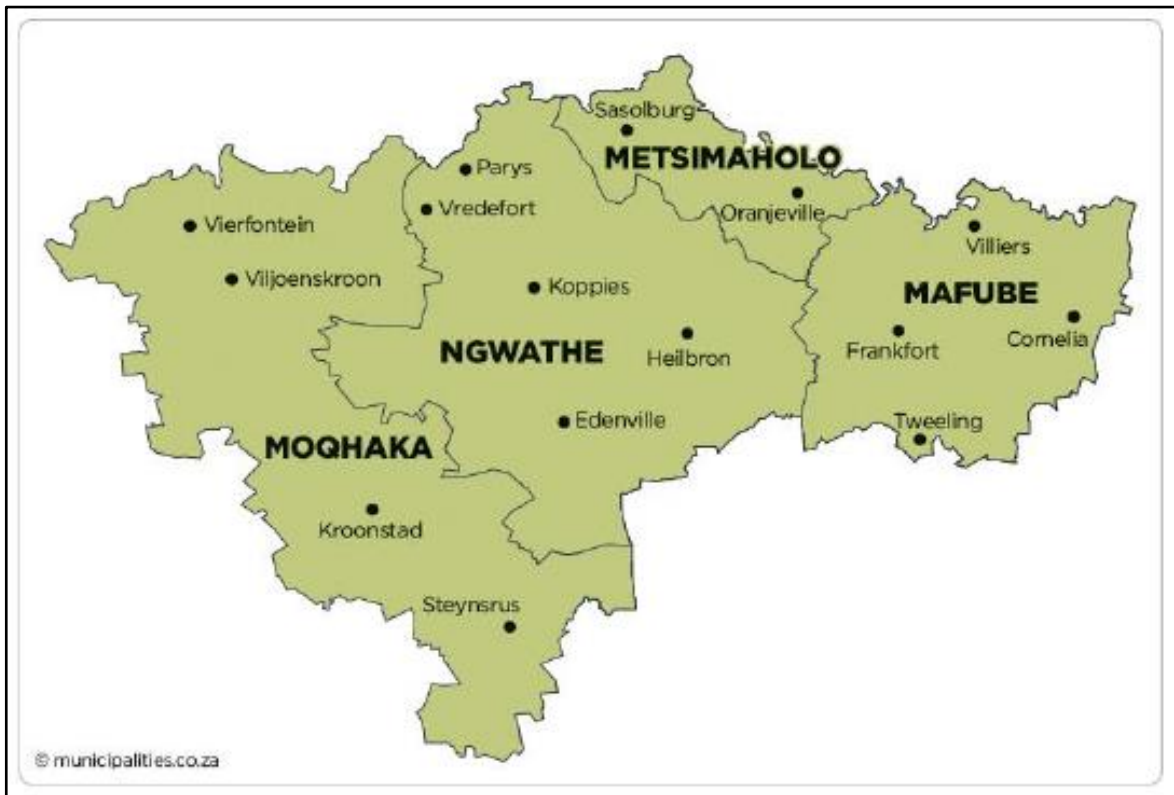 Sasolburg
METSIMAHOLO
Parys
Vredefort
Oranjeville
Vierfontein
Villiers
Viljoenskroon
Koppies
MAFUBE
NGWATHE
Heilbron
Frankfort
Cornelia
Edenville
Tweeling
MOQHAKA
Kroonstad
Steynsrus
© municipalities.co.za